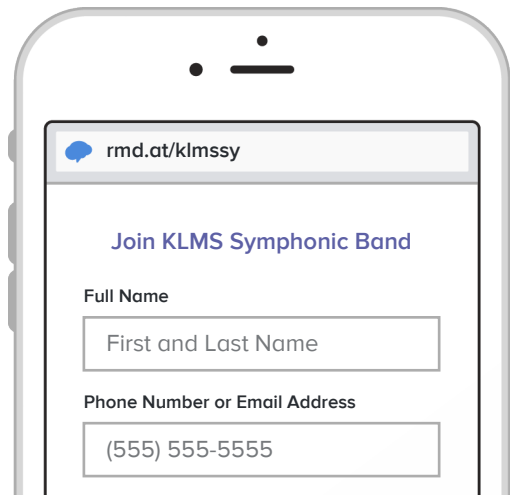 rmd.at/klmssy
Join KLMS Symphonic Band
Full Name
First and Last Name
Phone Number or Email Address
(555) 555-5555